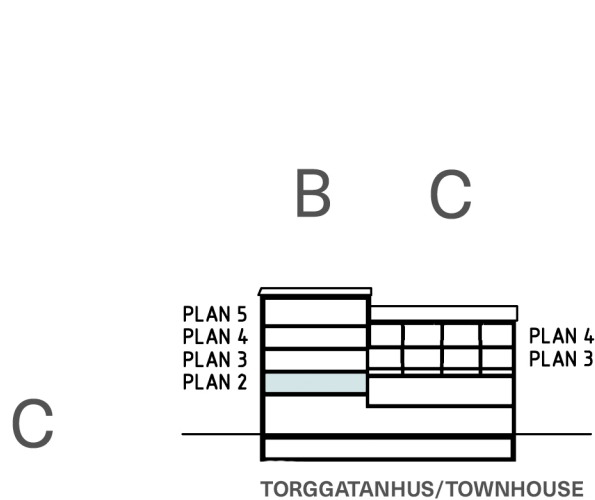 B C
PLAN 5
PLAN 4
PLAN 3
PLAN 2
PLAN 4
PLAN 3
C
TORGGATANHUS/TOWNHOUSE